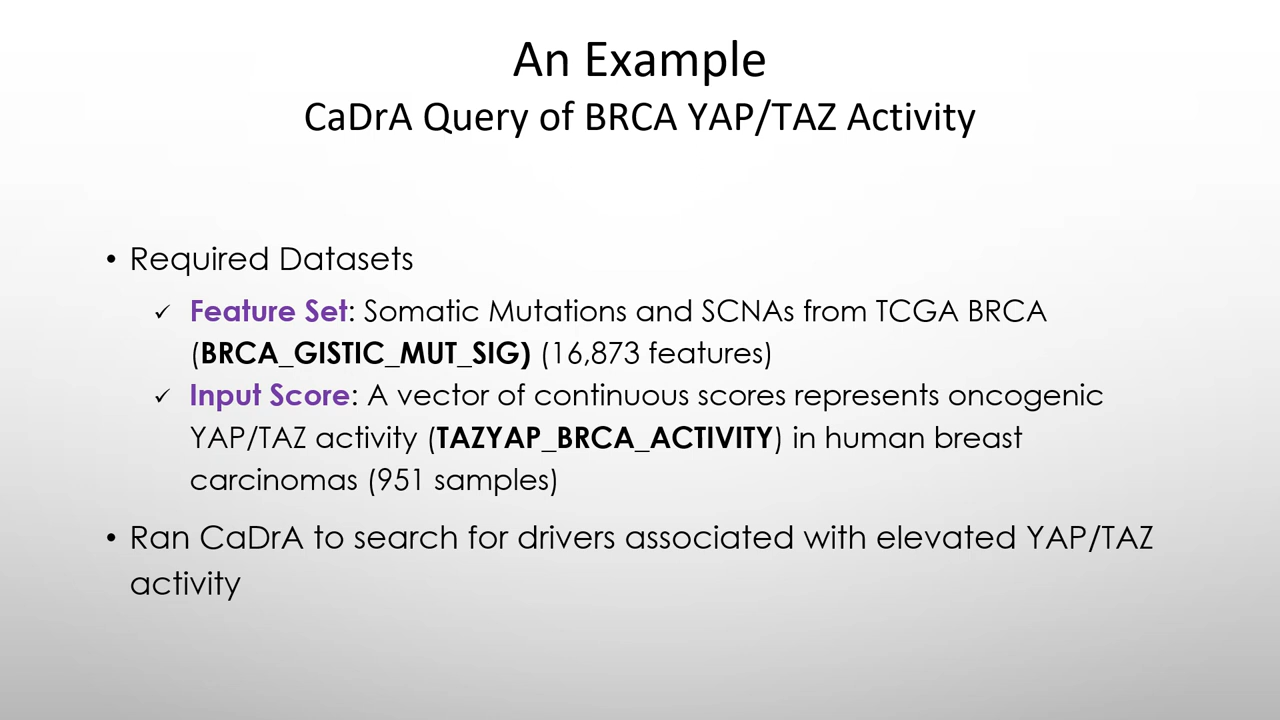 An Example
CaDrA Query of BRCA YAP/TAZ Activity
• Required Datasets
✓ Feature Set: Somatic Mutations and SCNAs from TCGA BRCA
(BRCA_GISTIC_MUT_SIG) (16,873 features)
✓ Input Score: A vector of continuous scores represents oncogenic
YAP/TAZ activity (TAZYAP_BRCA_ACTIVITY) in human breast
carcinomas (951 samples)
• Ran CaDrA to search for drivers associated with elevated YAP/TAZ
activity